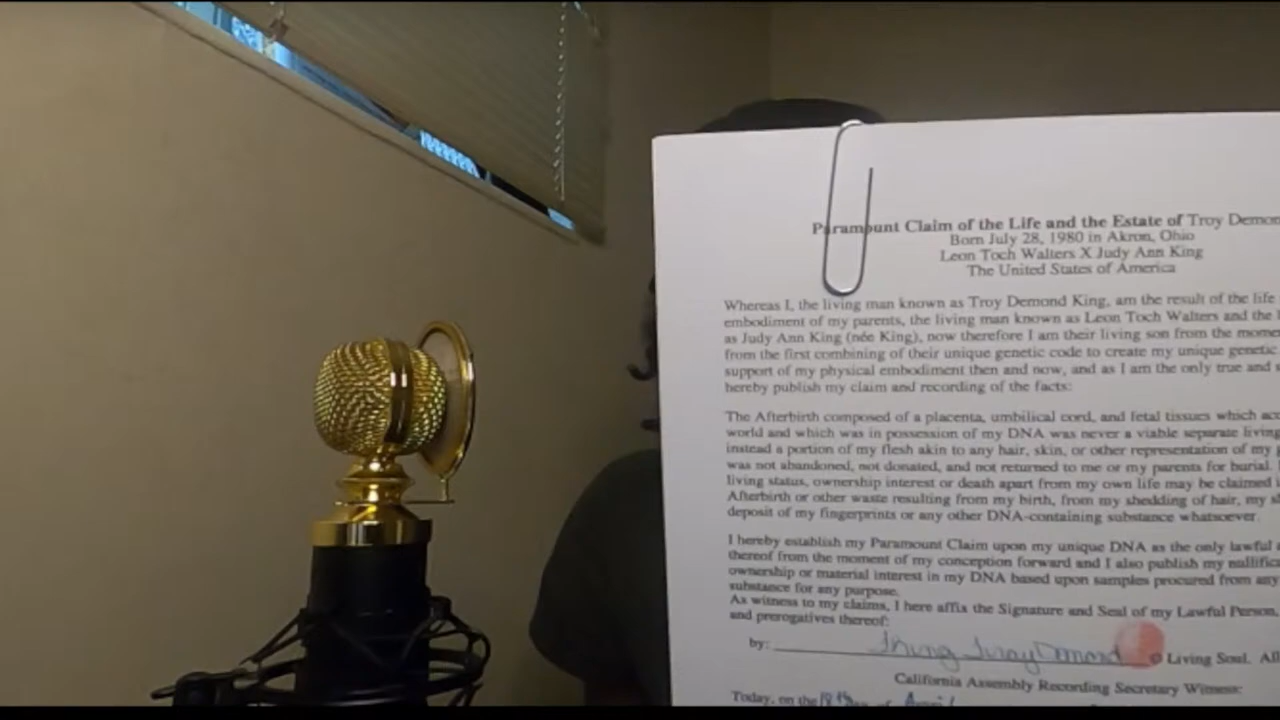 Paramount Claim of the Life and the Estate of Troy Demon
Born July 28, 1980 in Akron, Ohio
Leon Toch Walters X Judy Ann King
The United States of America
Whereas I, the living man known as Troy Demond King, am the result of the life
embodiment of my parents, the living man known as Leon Toch Walters and the
as Judy Ann King (née King), now therefore I am their living son from the mome
from the first combining of their unique genetic code to create my unique genetic
support of my physical embodiment then and now, and as I am the only true and
hereby publish my claim and recording of the facts:
The Afterbirth composed of a placenta, umbilical cord, and fetal tissues which acc
world and which was in possession of my DNA was never a viable separate living
instead a portion of my flesh akin to any hair, skin, or other representation of my
was not abandoned, not donated, and not returned to me or my parents for burial.
living status, ownership interest or death apart from my own life may be claimed
Afterbirth or other waste resulting from my birth, from my shedding of hair, my
deposit of my fingerprints or any other DNA-containing substance whatsoever.
I hereby establish my Paramount Claim upon my unique DNA as the only lawful
thereof from the moment of my conception forward and I also publish my nullific
ownership or material interest in my DNA based upon samples procured from any
substance for any purpose.
As witness to my claims, I here affix the Signature and Seal of my Lawful Person,
and prerogatives thereof:
by: King, Troy Demond © Living Soul. All
California Assembly Recording Secretary Witness:
Today, on the 18th of April